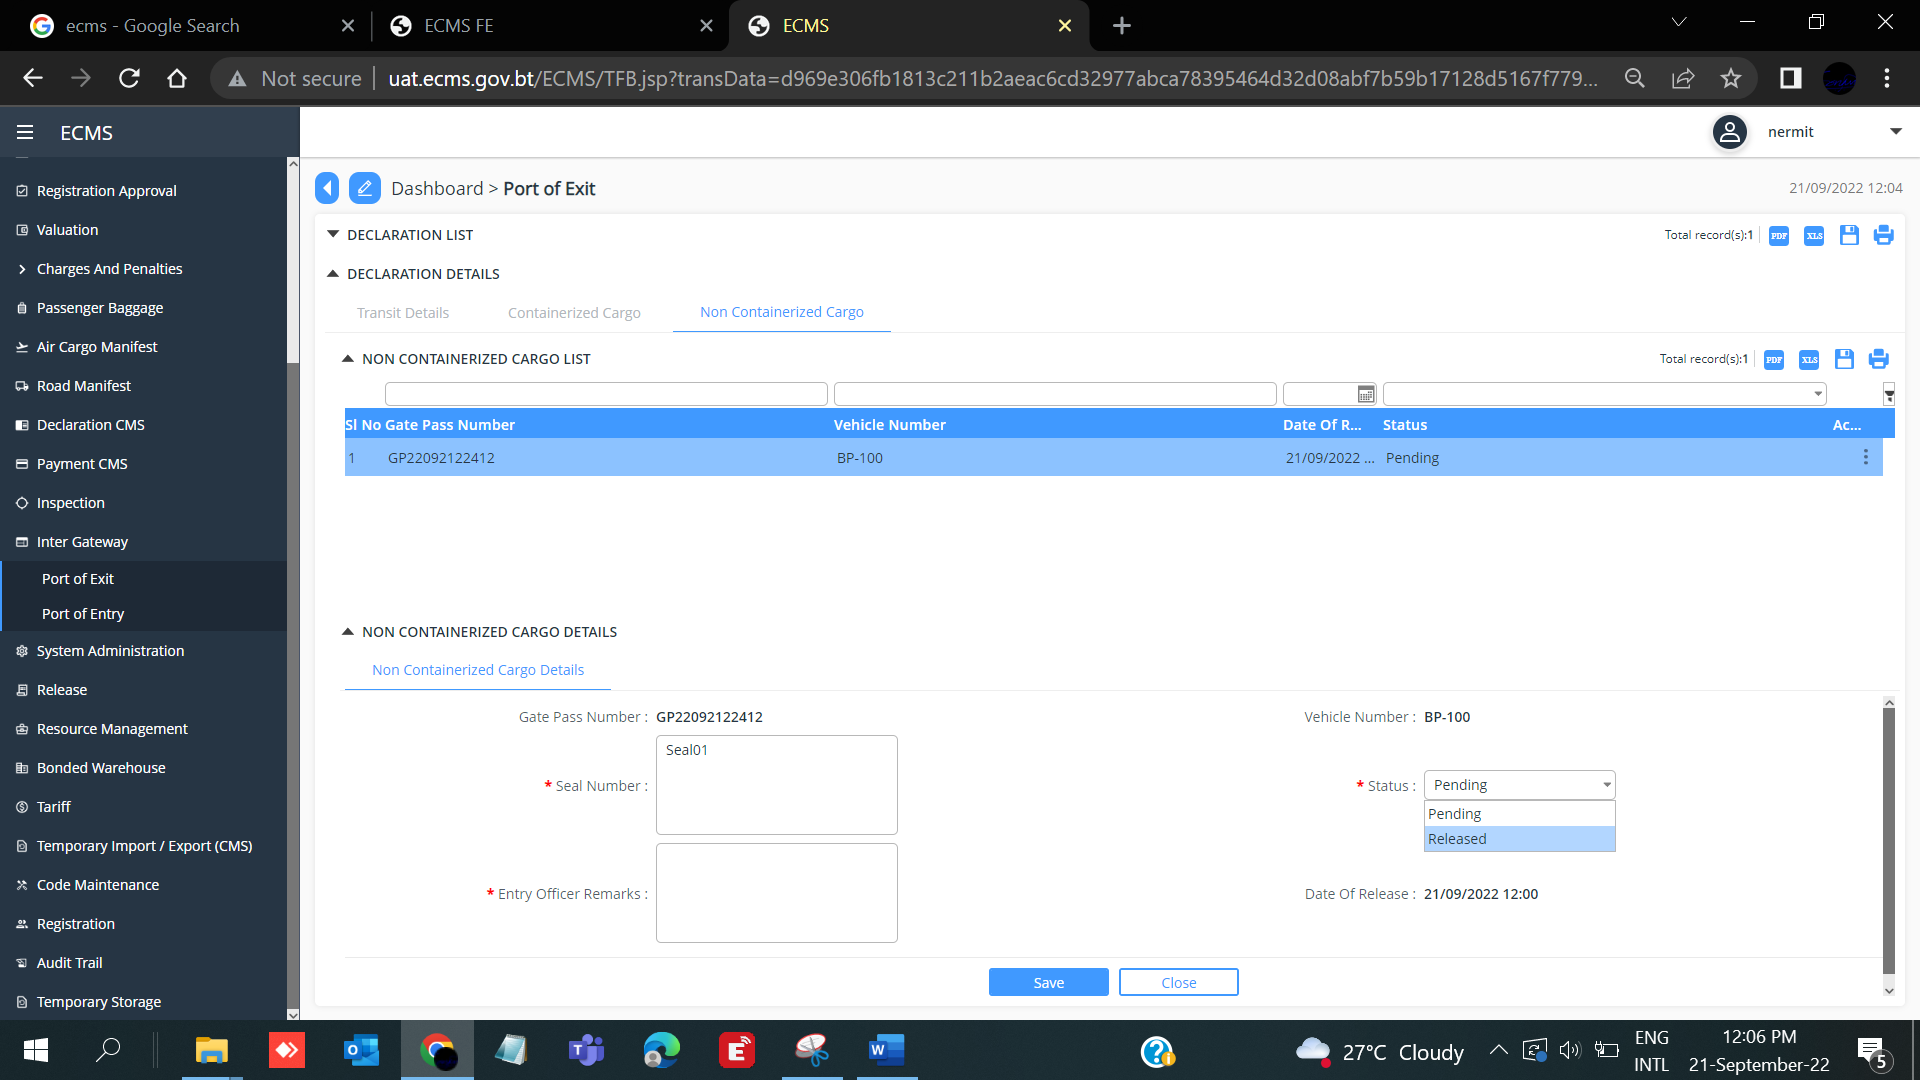 ecms - Google Search
ECMS FE
ECMS
Not secure
uat.ecms.gov.bt/ECMS/TFB.jsp?transData=d969e306fb1813c211b2aeac6cd32977abca78395464d32d08abf7b59b17128d5167f779...
ECMS
nermit
Registration Approval
Valuation
Charges And Penalties
Passenger Baggage
Air Cargo Manifest
Road Manifest
Declaration CMS
Payment CMS
Inspection
Inter Gateway
Port of Exit
Port of Entry
System Administration
Release
Resource Management
Bonded Warehouse
Tariff
Temporary Import / Export (CMS)
Code Maintenance
Registration
Audit Trail
Temporary Storage
Dashboard > Port of Exit
21/09/2022 12:04
DECLARATION LIST
Total record(s):1
PDF
XLS
DECLARATION DETAILS
Transit Details
Containerized Cargo
Non Containerized Cargo
NON CONTAINERIZED CARGO LIST
Total record(s):1
PDF
XLS
Sl No Gate Pass Number Vehicle Number Date Of R... Status Ac...
1 GP22092122412 BP-100 21/09/2022 ... Pending
NON CONTAINERIZED CARGO DETAILS
Non Containerized Cargo Details
Gate Pass Number : GP22092122412
Vehicle Number : BP-100
* Seal Number :
Seal01
* Status :
Pending
Pending
Released
* Entry Officer Remarks :
Date Of Release : 21/09/2022 12:00
Save
Close
27°C Cloudy
ENG
INTL
12:06 PM
21-September-22
5